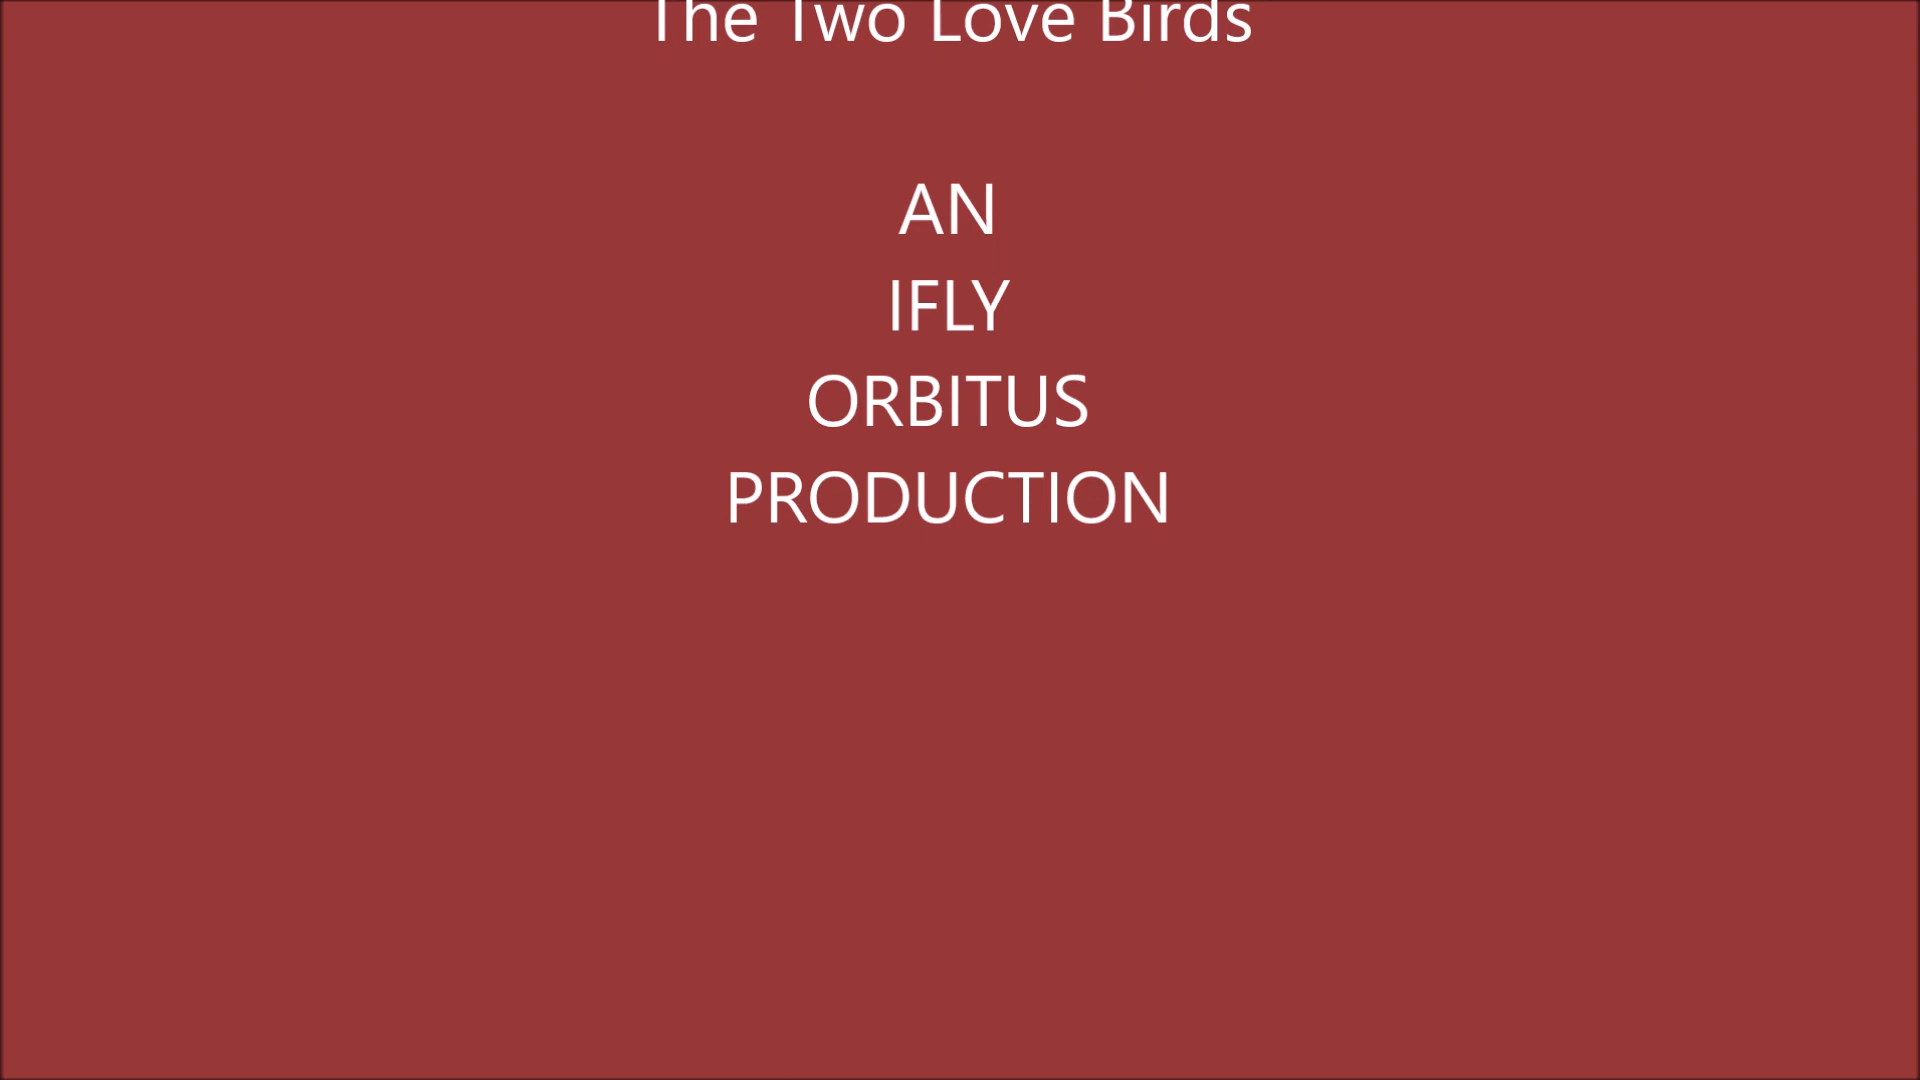 The Two Love Birds
AN
IFLY
ORBITUS
PRODUCTION